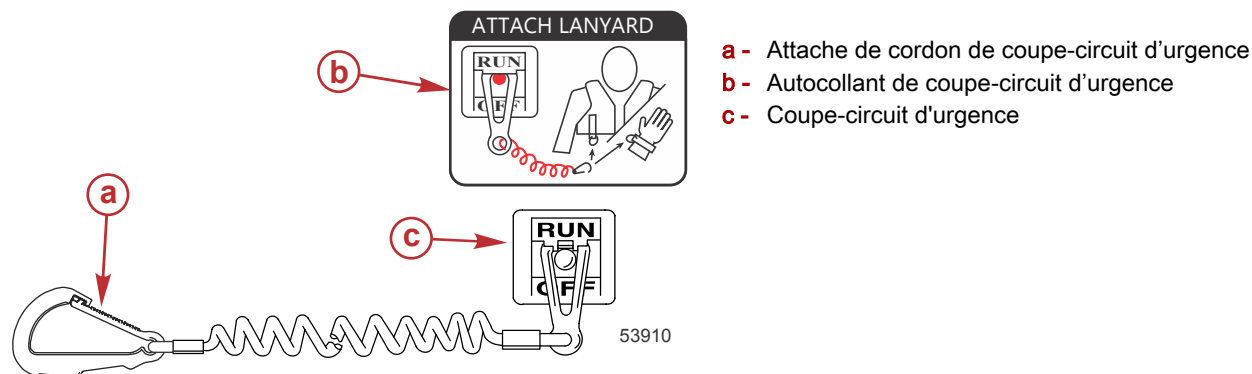 ATTACH LANYARD
RUN
OFF
b
a
c
RUN
OFF
53910
a - Attache de cordon de coupe-circuit d’urgence
b - Autocollant de coupe-circuit d’urgence
c - Coupe-circuit d'urgence